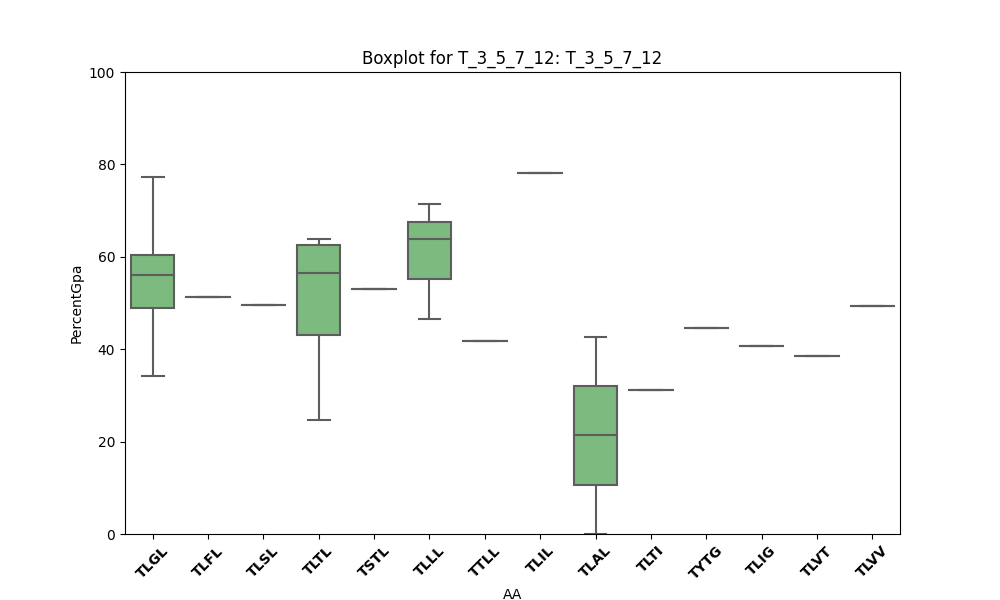 Boxplot for T_3_5_7_12: T_3_5_7_12
100
80
60
40
20
0
PercentGpa
TLGL TLFL TLSL TLTL TSTL TLLL TTLL TLIL TLAL TLTI TYTG TLIG TLVT TLVV
AA